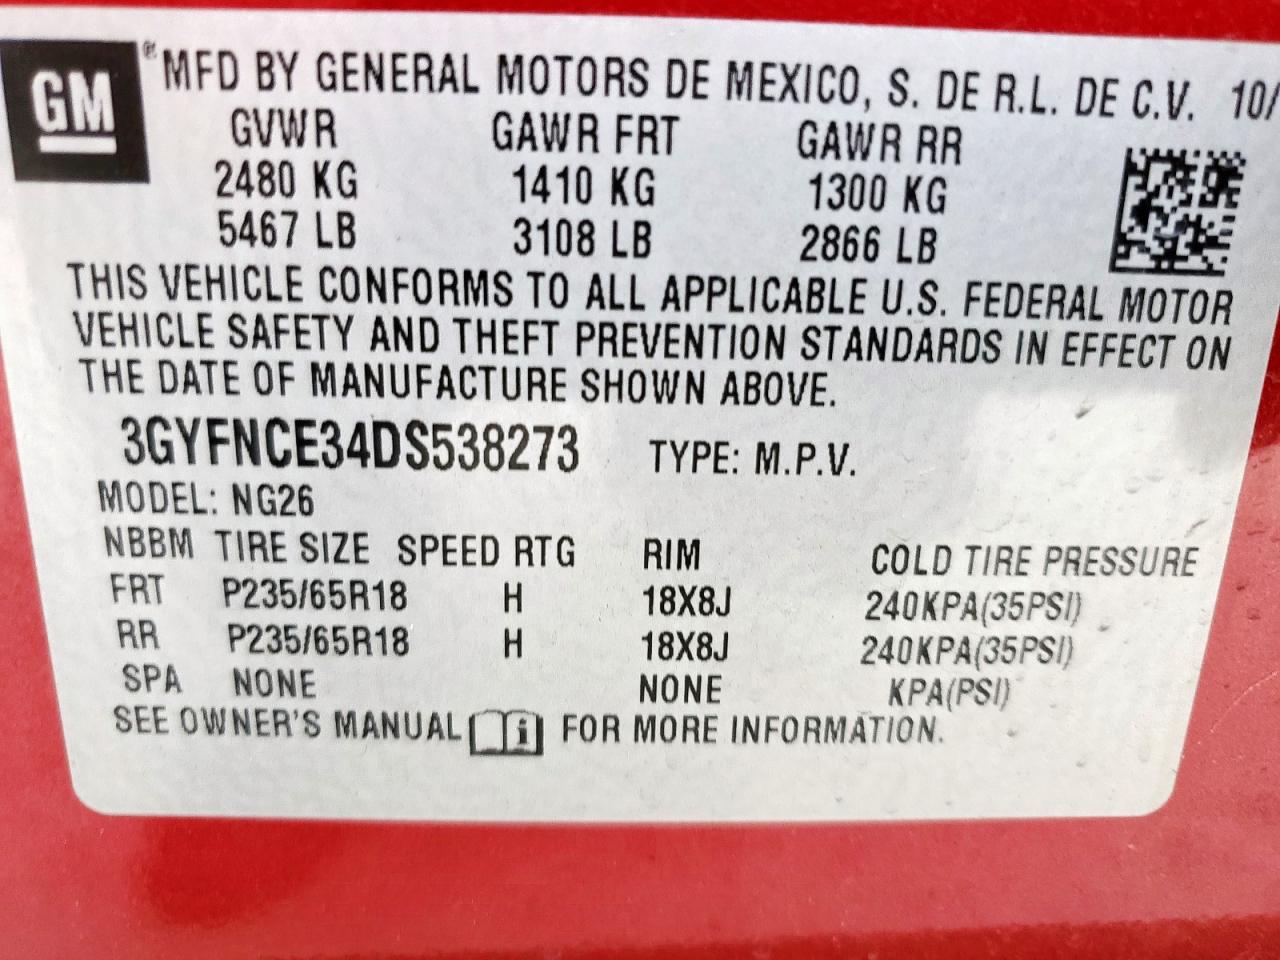 GM
® MFD BY GENERAL MOTORS DE MEXICO, S. DE R.L. DE C.V. 10/
GVWR GAWR FRT GAWR RR
2480 KG 1410 KG 1300 KG
5467 LB 3108 LB 2866 LB
THIS VEHICLE CONFORMS TO ALL APPLICABLE U.S. FEDERAL MOTOR
VEHICLE SAFETY AND THEFT PREVENTION STANDARDS IN EFFECT ON
THE DATE OF MANUFACTURE SHOWN ABOVE.
3GYFNCE34DS538273 TYPE: M.P.V.
MODEL: NG26
NBBM TIRE SIZE SPEED RTG RIM COLD TIRE PRESSURE
FRT P235/65R18 H 18X8J 240KPA(35PSI)
RR P235/65R18 H 18X8J 240KPA(35PSI)
SPA NONE NONE KPA(PSI)
SEE OWNER'S MANUAL i FOR MORE INFORMATION.